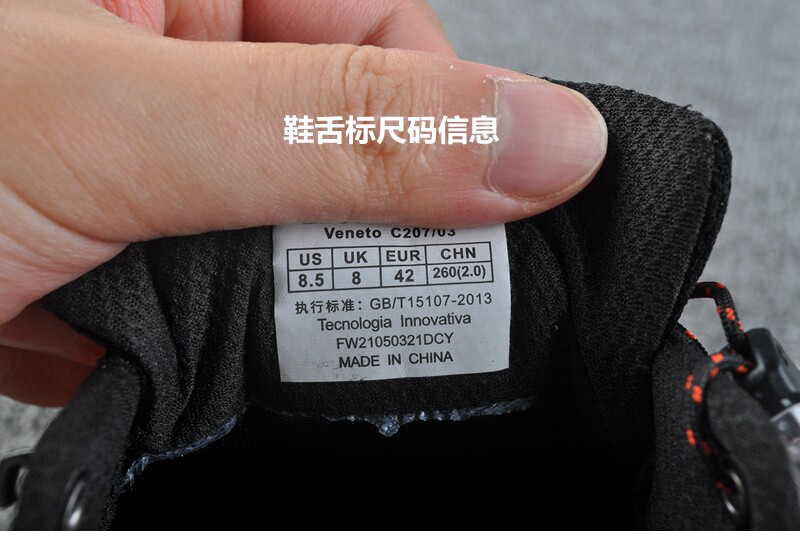 鞋舌标尺码信息
Veneto C207/03
US UK EUR CHN
8.5 8 42 260(2.0)
执行标准：GB/T15107-2013
Tecnologia Innovativa
FW21050321DCY
MADE IN CHINA